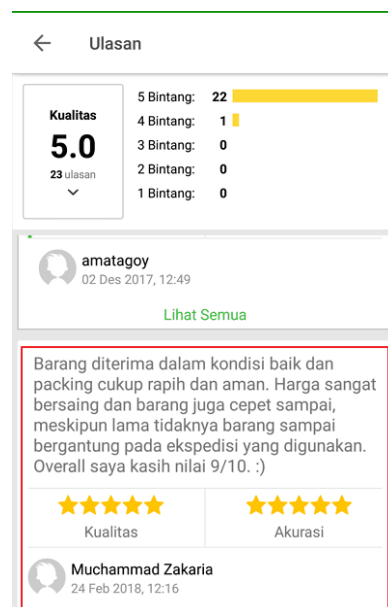 Ulasan
Kualitas
5.0
23 ulasan
5 Bintang: 22
4 Bintang: 1
3 Bintang: 0
2 Bintang: 0
1 Bintang: 0
amatagoy
02 Des 2017, 12:49
Lihat Semua
Barang diterima dalam kondisi baik dan
packing cukup rapih dan aman. Harga sangat
bersaing dan barang juga cepet sampai,
meskipun lama tidaknya barang sampai
bergantung pada ekspedisi yang digunakan.
Overall saya kasih nilai 9/10. :)
Kualitas
Akurasi
Muchammad Zakaria
24 Feb 2018, 12:16